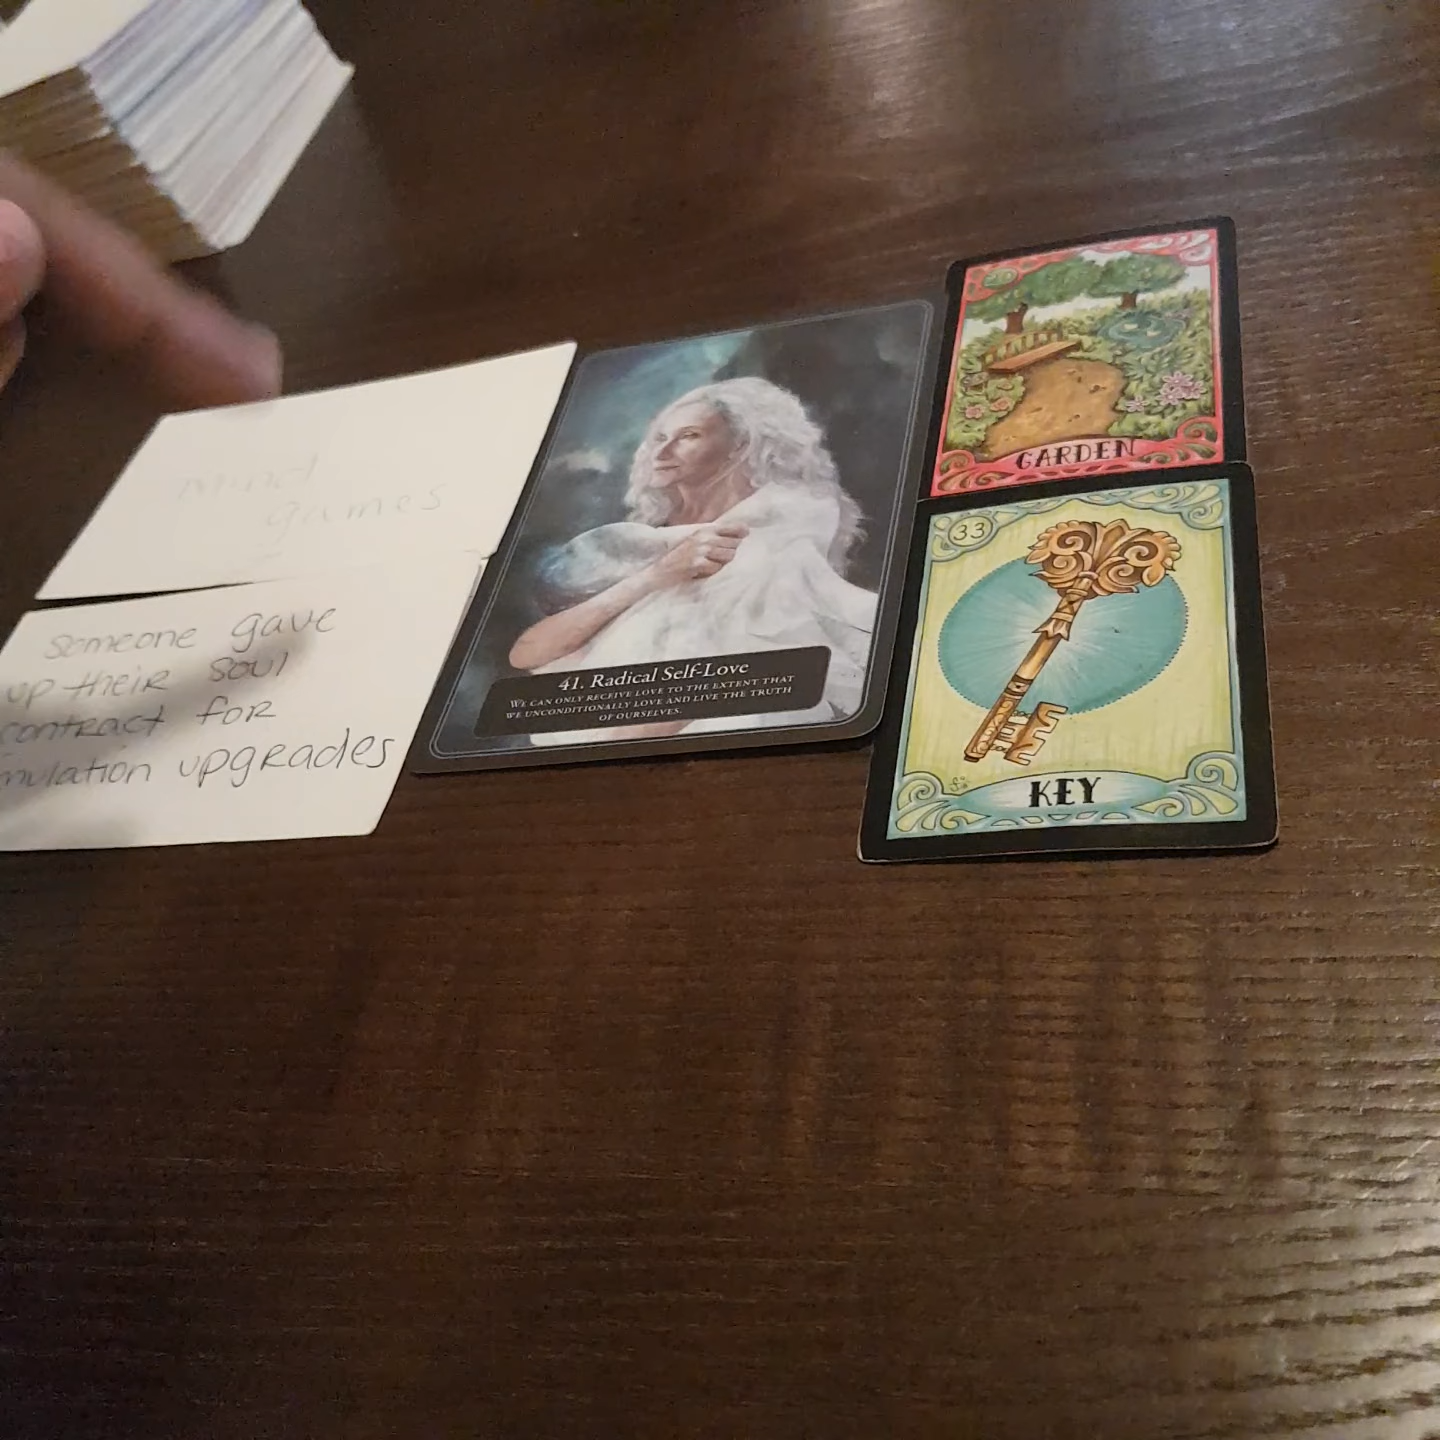 mind
games
someone gave
up their soul
contract for
mulation upgrades
41. Radical Self-Love
WE CAN ONLY RECEIVE LOVE TO THE EXTENT THAT
WE UNCONDITIONALLY LOVE AND LIVE THE TRUTH
OF OURSELVES.
GARDEN
33
KEY